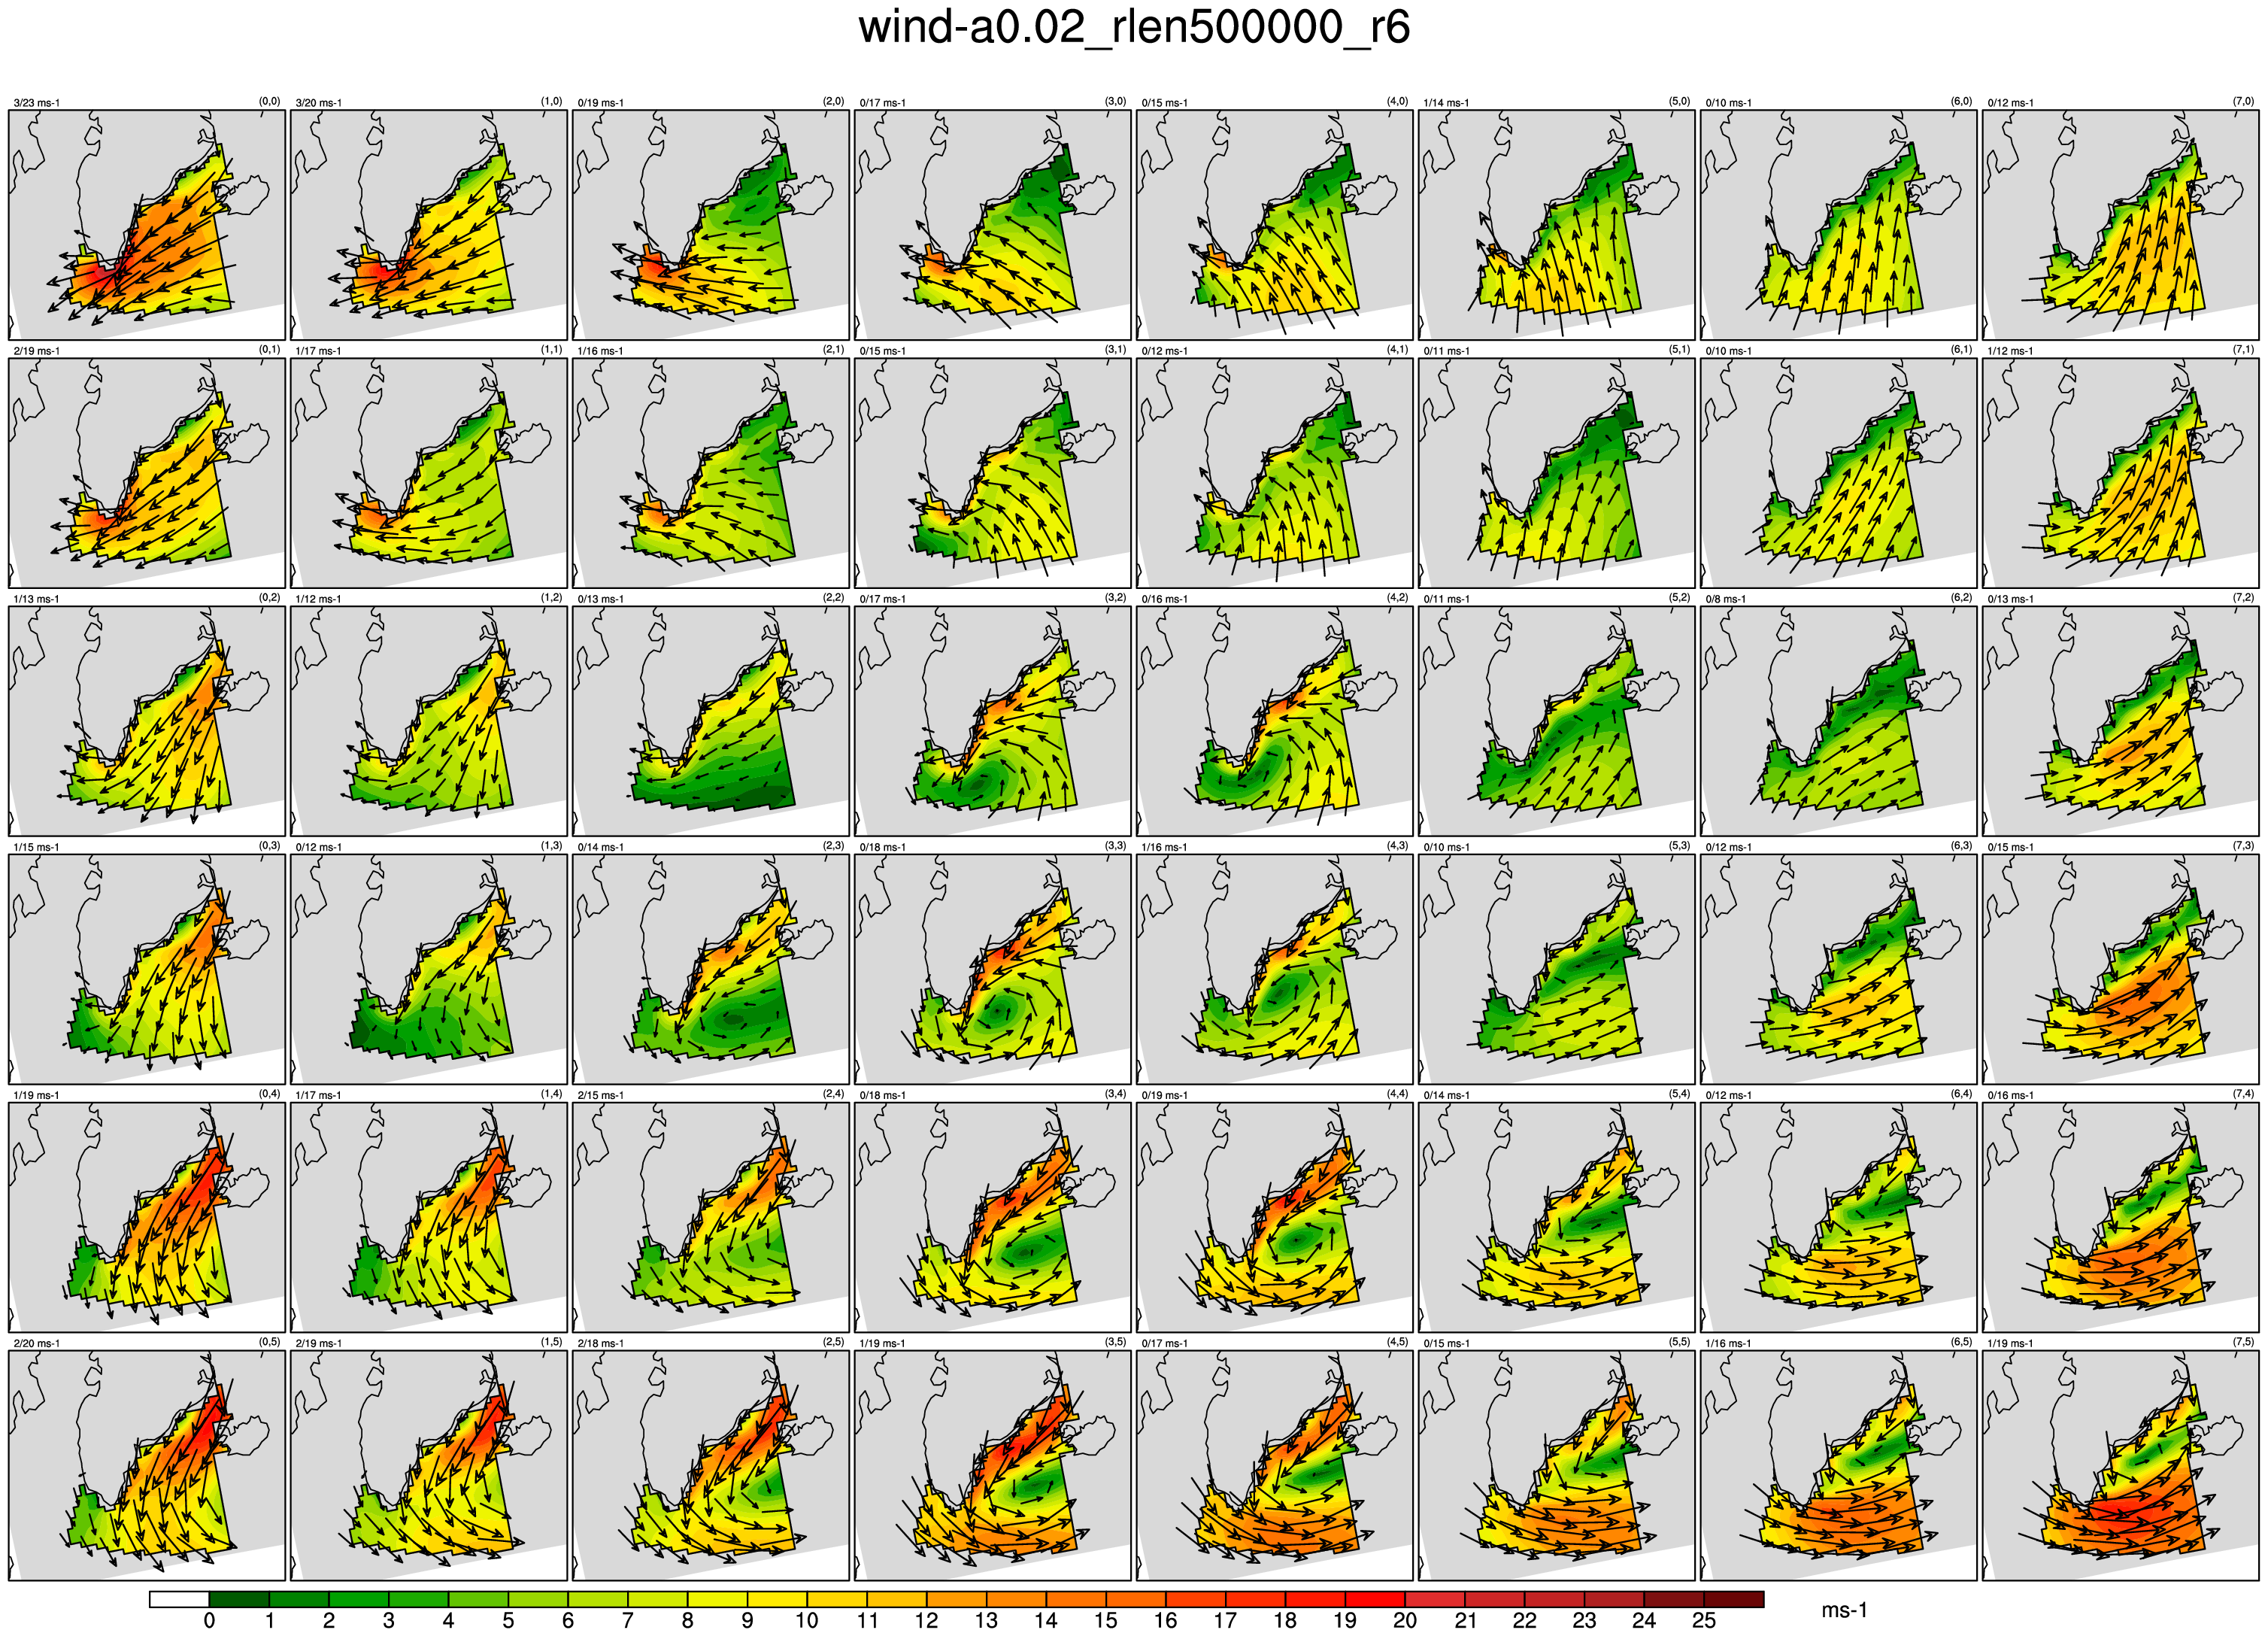 wind-a0.02_rlen500000_r6
3/23 ms-1 (0,0) 3/20 ms-1 (1,0) 0/19 ms-1 (2,0) 0/17 ms-1 (3,0) 0/15 ms-1 (4,0) 1/14 ms-1 (5,0) 0/10 ms-1 (6,0) 0/12 ms-1 (7,0)
2/19 ms-1 (0,1) 1/17 ms-1 (1,1) 1/16 ms-1 (2,1) 0/15 ms-1 (3,1) 0/12 ms-1 (4,1) 0/11 ms-1 (5,1) 0/10 ms-1 (6,1) 1/12 ms-1 (7,1)
1/13 ms-1 (0,2) 1/12 ms-1 (1,2) 0/13 ms-1 (2,2) 0/17 ms-1 (3,2) 0/16 ms-1 (4,2) 0/11 ms-1 (5,2) 0/8 ms-1 (6,2) 0/13 ms-1 (7,2)
1/15 ms-1 (0,3) 0/12 ms-1 (1,3) 0/14 ms-1 (2,3) 0/18 ms-1 (3,3) 1/16 ms-1 (4,3) 0/10 ms-1 (5,3) 0/12 ms-1 (6,3) 0/15 ms-1 (7,3)
1/19 ms-1 (0,4) 1/17 ms-1 (1,4) 2/15 ms-1 (2,4) 0/18 ms-1 (3,4) 0/19 ms-1 (4,4) 0/14 ms-1 (5,4) 0/12 ms-1 (6,4) 0/16 ms-1 (7,4)
2/20 ms-1 (0,5) 2/19 ms-1 (1,5) 2/18 ms-1 (2,5) 1/19 ms-1 (3,5) 0/17 ms-1 (4,5) 0/15 ms-1 (5,5) 1/16 ms-1 (6,5) 1/19 ms-1 (7,5)
0 1 2 3 4 5 6 7 8 9 10 11 12 13 14 15 16 17 18 19 20 21 22 23 24 25 ms-1